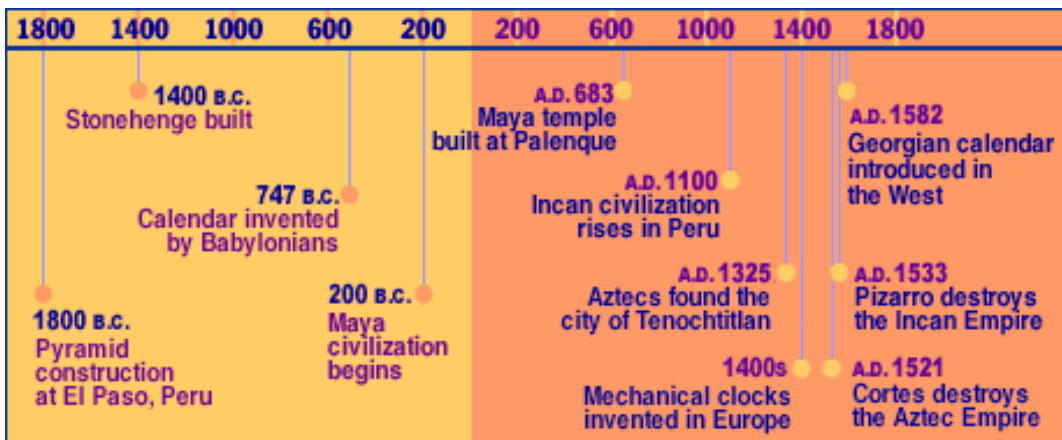 1800 1400 1000 600 200 200 600 1000 1400 1800
1400 B.C.
Stonehenge built
747 B.C.
Calendar invented
by Babylonians
1800 B.C.
Pyramid
construction
at El Paso, Peru
200 B.C.
Maya
civilization
begins
A.D. 683
Maya temple
built at Palenque
A.D. 1100
Incan civilization
rises in Peru
A.D. 1325
Aztecs found the
city of Tenochtitlan
1400s
Mechanical clocks
invented in Europe
A.D. 1582
Georgian calendar
introduced in
the West
A.D. 1533
Pizarro destroys
the Incan Empire
A.D. 1521
Cortes destroys
the Aztec Empire